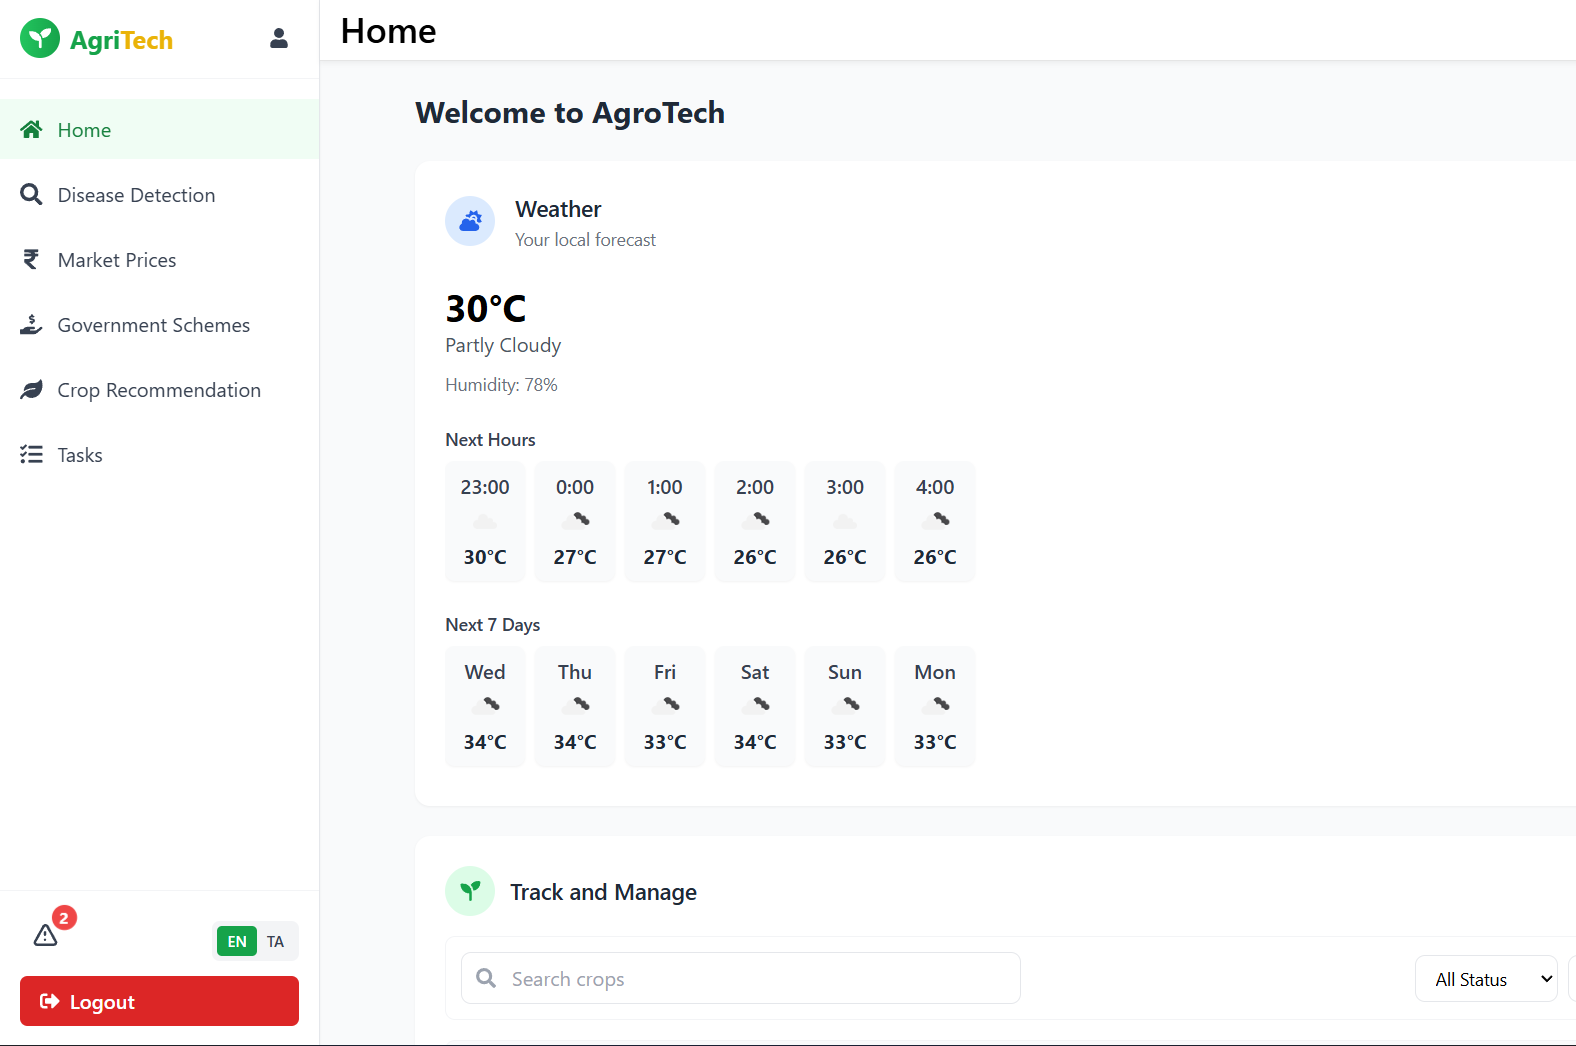 AgriTech
Home
Disease Detection
Market Prices
Government Schemes
Crop Recommendation
Tasks
2
EN TA
Logout
Home
Welcome to AgroTech
Weather
Your local forecast
30°C
Partly Cloudy
Humidity: 78%
Next Hours
23:00 0:00 1:00 2:00 3:00 4:00
30°C 27°C 27°C 26°C 26°C 26°C
Next 7 Days
Wed Thu Fri Sat Sun Mon
34°C 34°C 33°C 34°C 33°C 33°C
Track and Manage
Search crops All Status